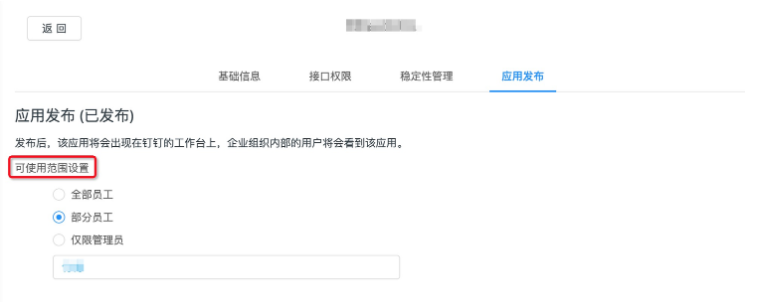 返 回
基础信息 接口权限 稳定性管理 应用发布
应用发布 (已发布)
发布后，该应用将会出现在钉钉的工作台上，企业组织内部的用户将会看到该应用。
可使用范围设置
全部员工
部分员工
仅限管理员